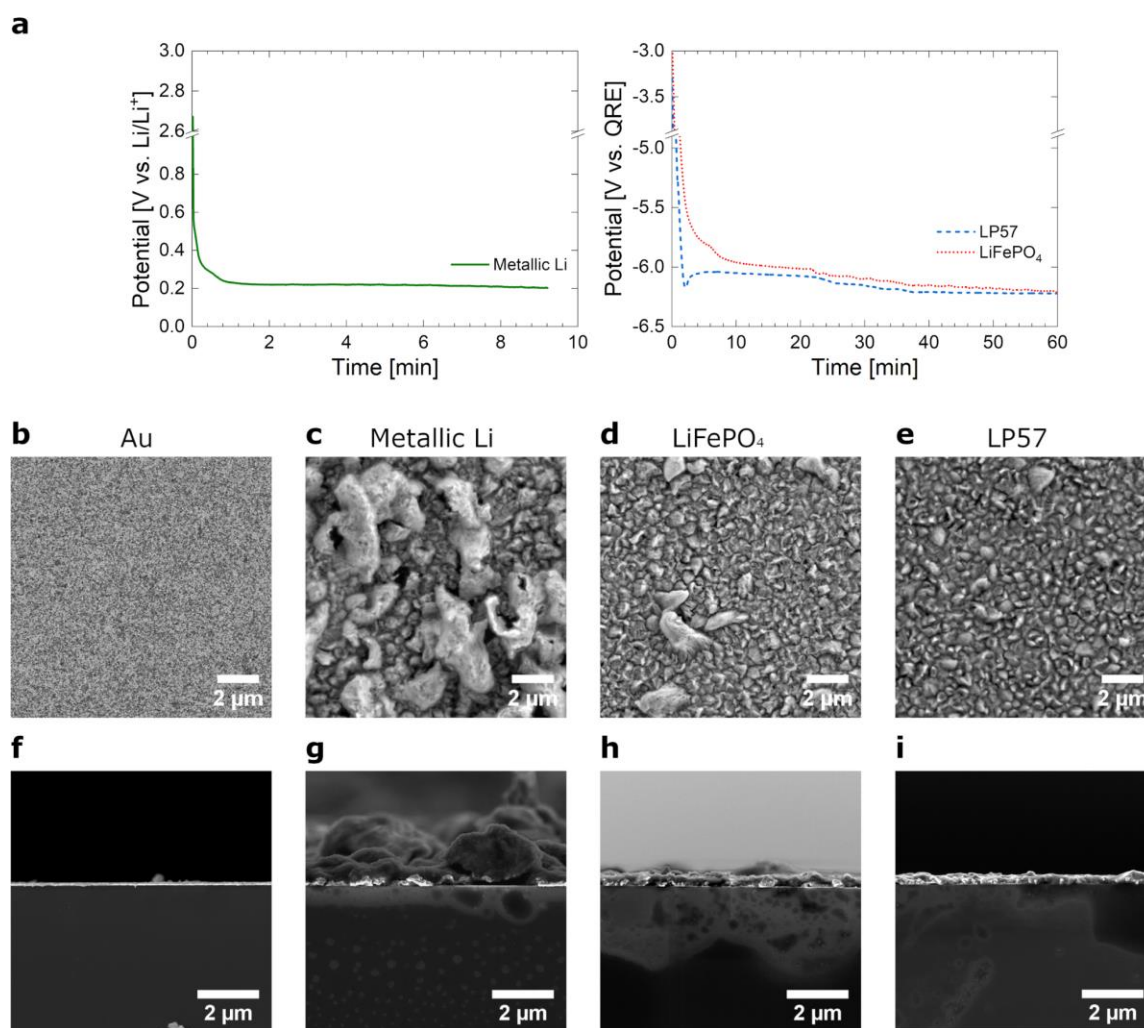 a
Potential [V vs. Li/Li⁺]
3.0
2.8
2.6
0.8
0.6
0.4
0.2
0.0
Metallic Li
0 2 4 6 8 10
Time [min]
Potential [V vs. QRE]
-3.0
-3.5
-5.0
-5.5
-6.0
-6.5
LP57
LiFePO₄
0 10 20 30 40 50 60
Time [min]
b Au
2 µm
c Metallic Li
2 µm
d LiFePO₄
2 µm
e LP57
2 µm
f
2 µm
g
2 µm
h
2 µm
i
2 µm